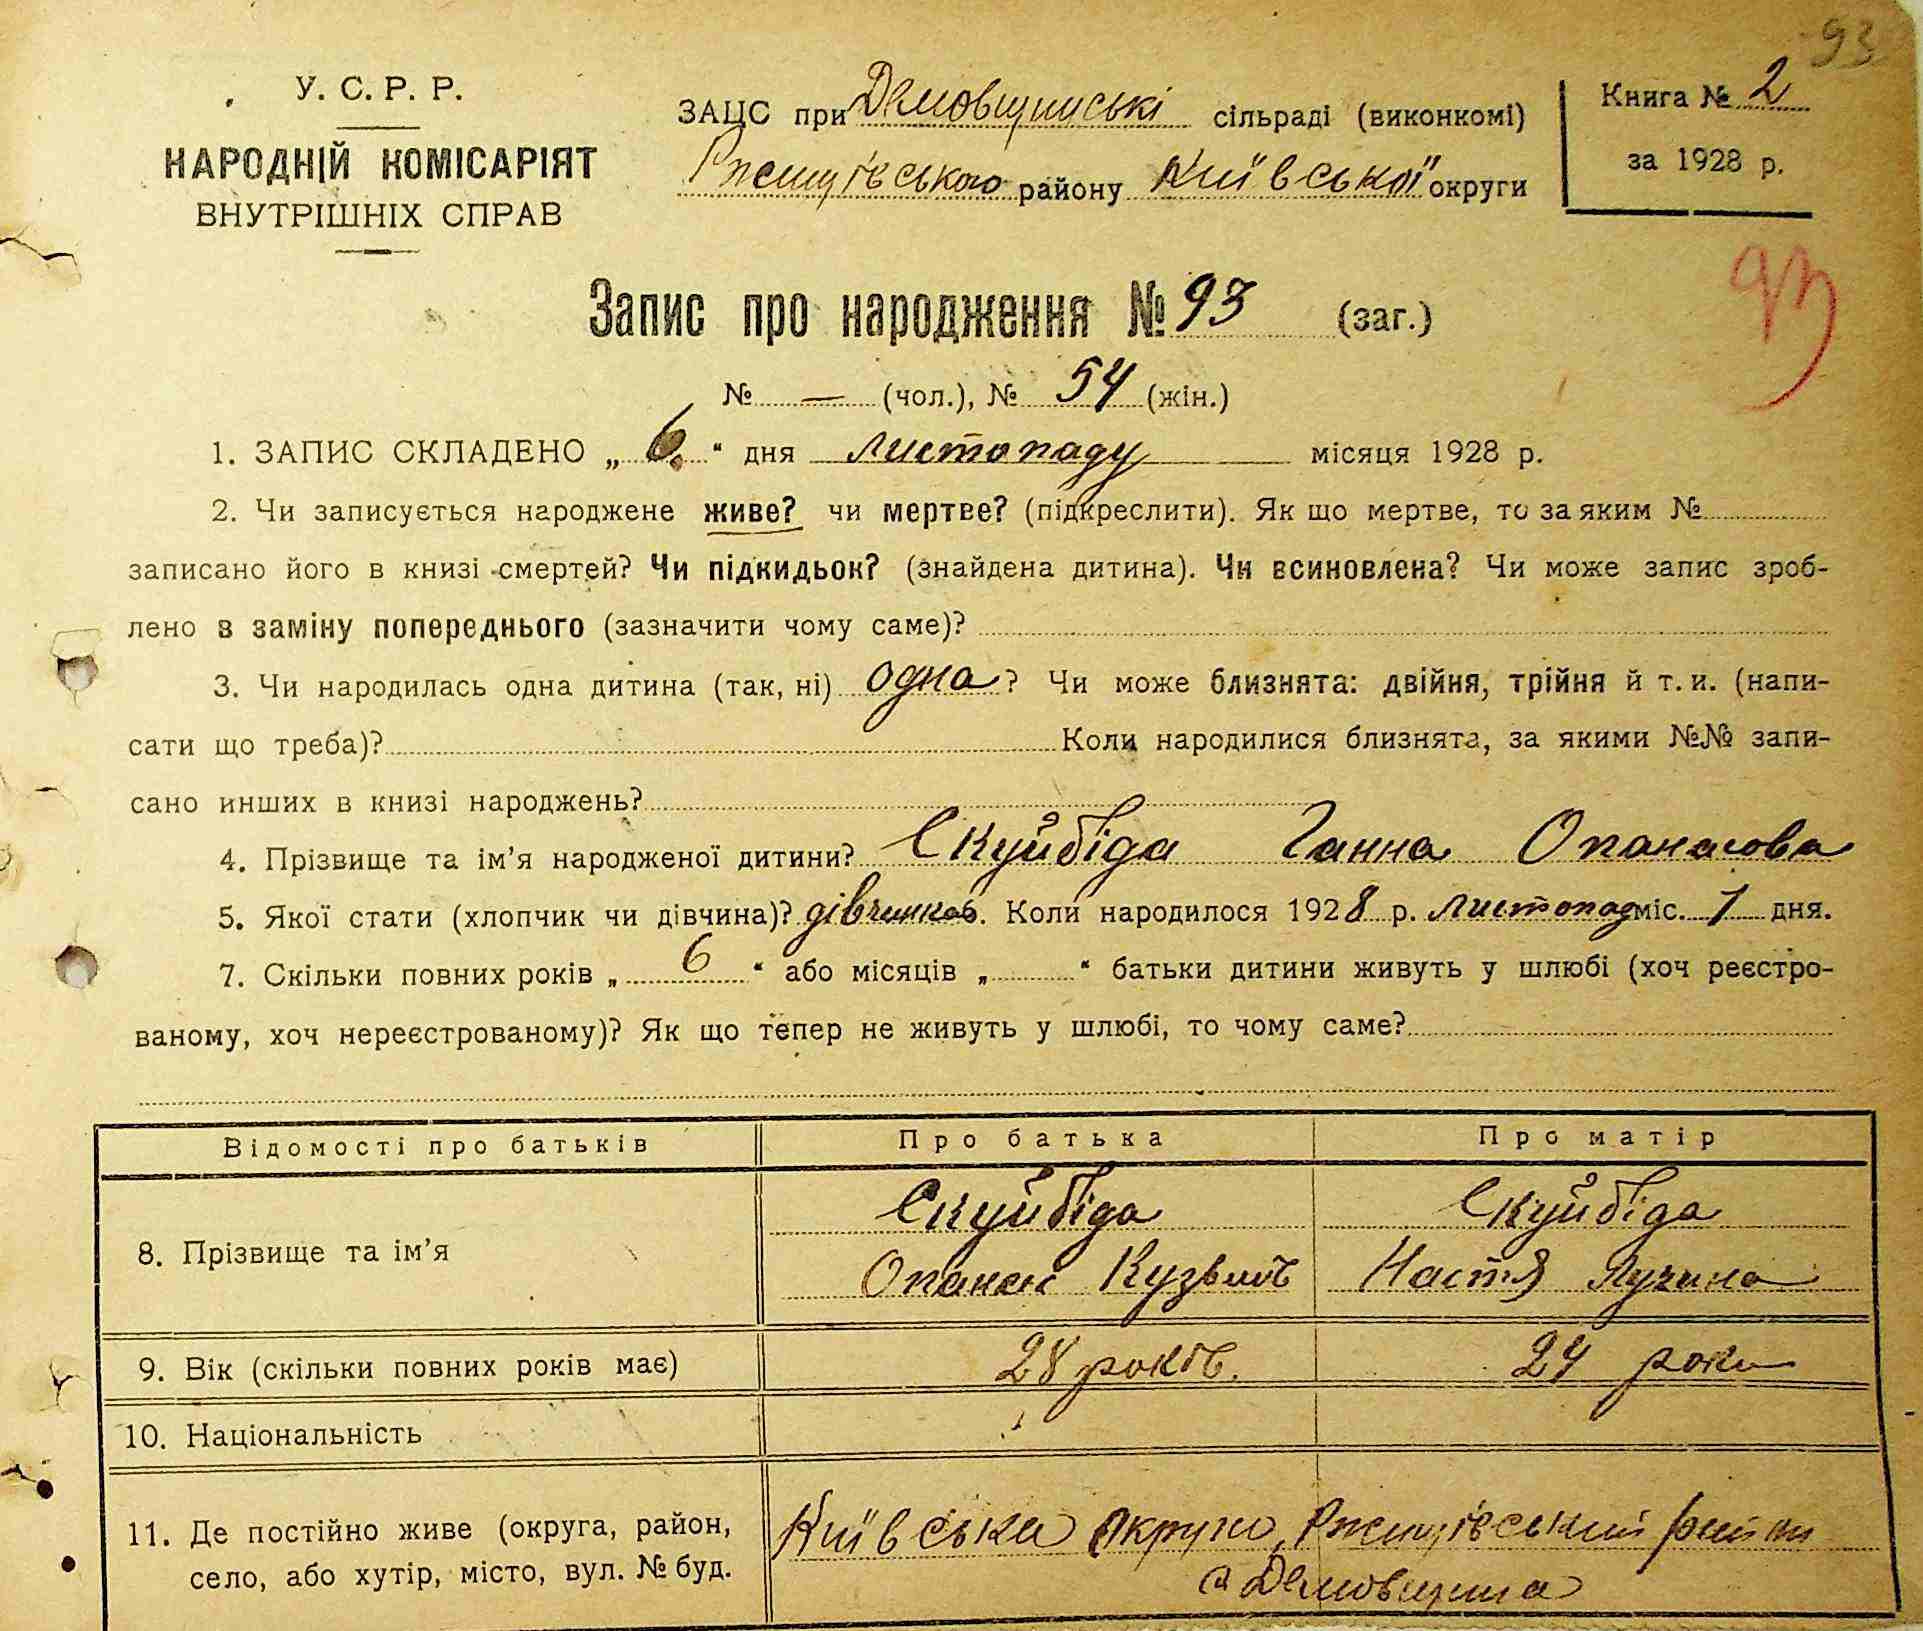 93
У. С. Р. Р.
НАРОДНІЙ КОМІСАРІЯТ
ВНУТРІШНІХ СПРАВ
ЗАЦС при Демовщинські сільраді (виконкомі)
Ржищівського району Київської округи
Книга № 2
за 1928 р.
93
Запис про народження № 93 (заг.)
№ — (чол.), № 54 (жін.)
1. ЗАПИС СКЛАДЕНО „ 6 “ дня листопаду місяця 1928 р.
2. Чи записується народжене живе? чи мертве? (підкреслити). Як що мертве, то за яким №
записано його в книзі смертей? Чи підкидьок? (знайдена дитина). Чи всиновлена? Чи може запис зроб-
лено в заміну попереднього (зазначити чому саме)?
3. Чи народилась одна дитина (так, ні) одна ? Чи може близнята: двійня, трійня й т. и. (напи-
сати що треба)? Коли народилися близнята, за якими №№ запи-
сано инших в книзі народжень?
4. Прізвище та ім’я народженої дитини? Скуйбіда Ганна Опанасова
5. Якої стати (хлопчик чи дівчина)? дівчинка. Коли народилося 1928 р. листопад міс. 1 дня.
7. Скільки повних років „ 6 “ або місяців „ “ батьки дитини живуть у шлюбі (хоч реєстро-
ваному, хоч нереєстрованому)? Як що тепер не живуть у шлюбі, то чому саме?
Відомості про батьків Про батька Про матір
8. Прізвище та ім’я
Скуйбіда Скуйбіда
Опанас Кузьмів Настя
9. Вік (скільки повних років має) 28 років. 24 роки
10. Національність
11. Де постійно живе (округа, район,
село, або хутір, місто, вул. № буд.
Київська округа, Ржищівський район
с Демовщина